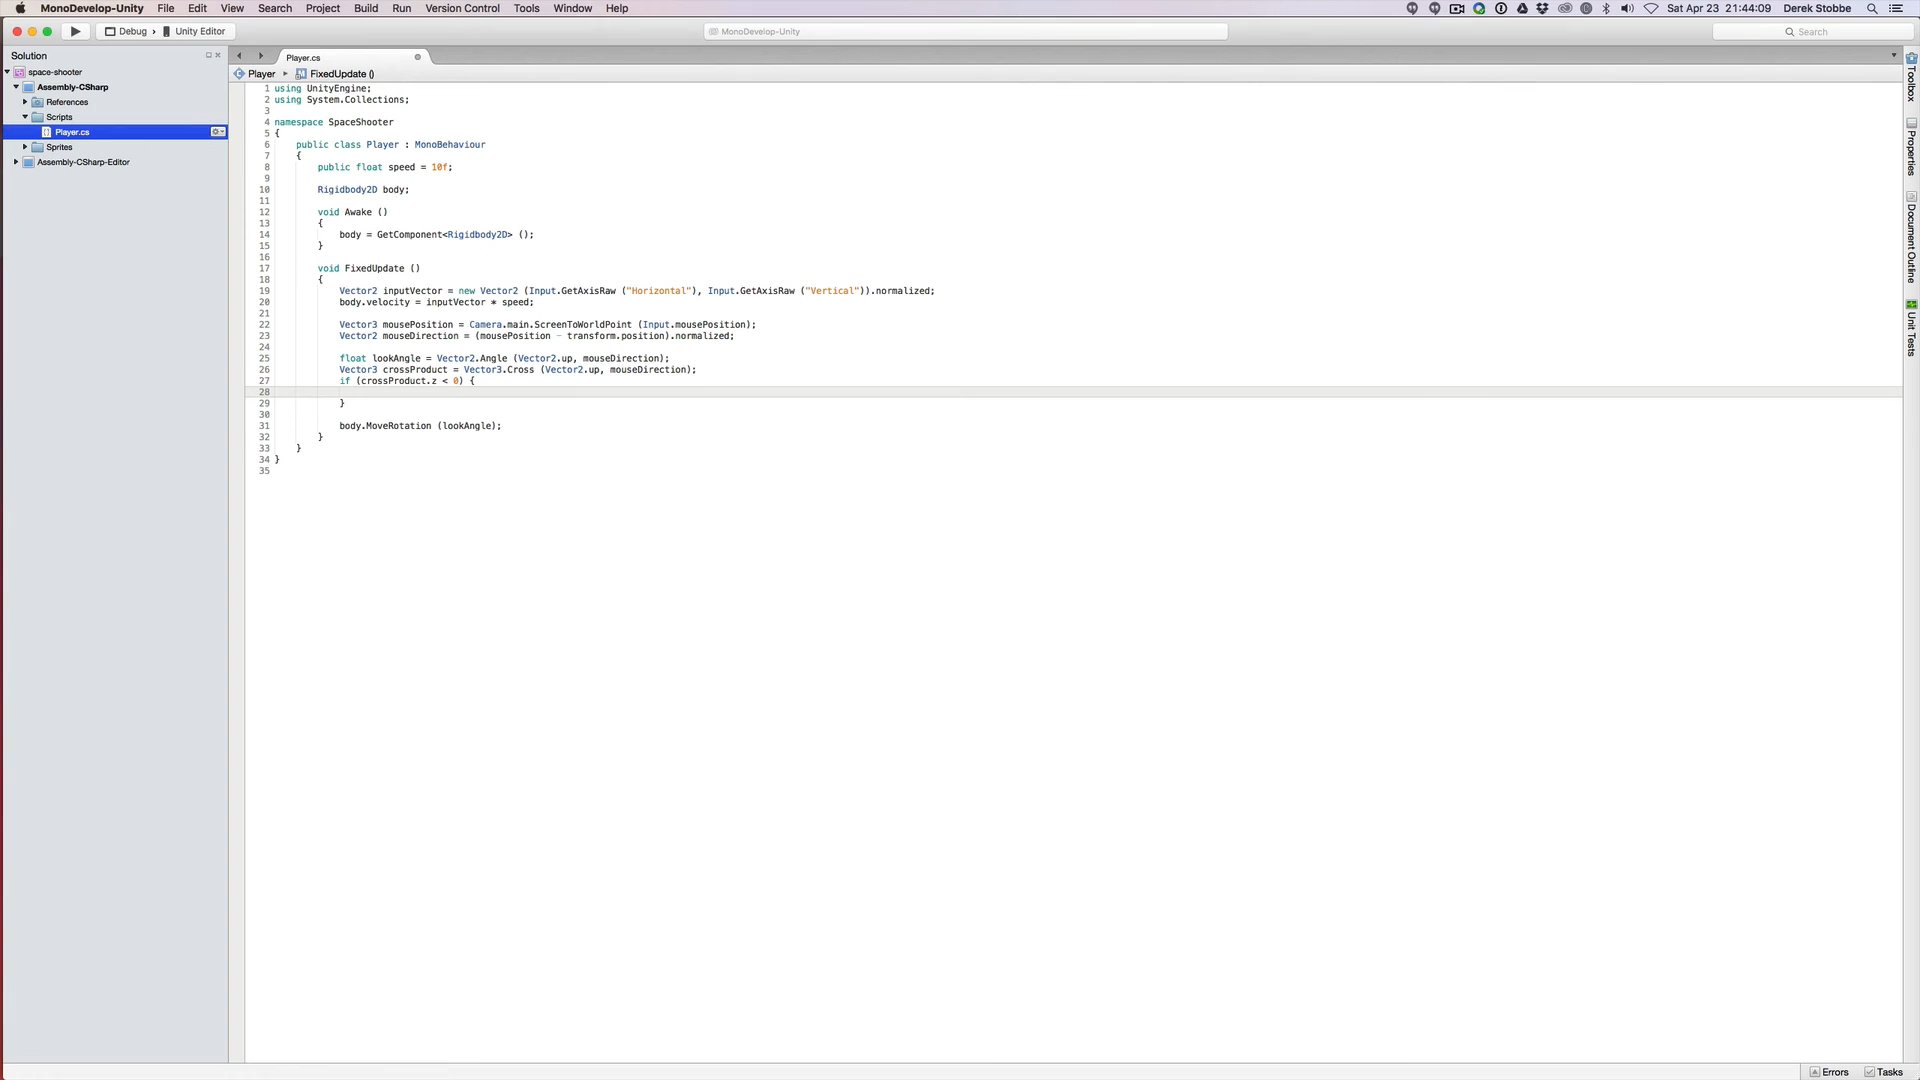 MonoDevelop-Unity File Edit View Search Project Build Run Version Control Tools Window Help Sat Apr 23 21:44:09 Derek Stobbe
Debug › Unity Editor MonoDevelop-Unity Search
Solution
space-shooter
Assembly-CSharp
References
Scripts
Player.cs
Sprites
Assembly-CSharp-Editor
Player.cs
Player FixedUpdate ()
1 using UnityEngine;
2 using System.Collections;
3
4 namespace SpaceShooter
5 {
6 public class Player : MonoBehaviour
7 {
8 public float speed = 10f;
9
10 Rigidbody2D body;
11
12 void Awake ()
13 {
14 body = GetComponent<Rigidbody2D> ();
15 }
16
17 void FixedUpdate ()
18 {
19 Vector2 inputVector = new Vector2 (Input.GetAxisRaw ("Horizontal"), Input.GetAxisRaw ("Vertical")).normalized;
20 body.velocity = inputVector * speed;
21
22 Vector3 mousePosition = Camera.main.ScreenToWorldPoint (Input.mousePosition);
23 Vector2 mouseDirection = (mousePosition - transform.position).normalized;
24
25 float lookAngle = Vector2.Angle (Vector2.up, mouseDirection);
26 Vector3 crossProduct = Vector3.Cross (Vector2.up, mouseDirection);
27 if (crossProduct.z < 0) {
28
29 }
30
31 body.MoveRotation (lookAngle);
32 }
33 }
34 }
35
Toolbox
Properties
Document Outline
Unit Tests
Errors Tasks